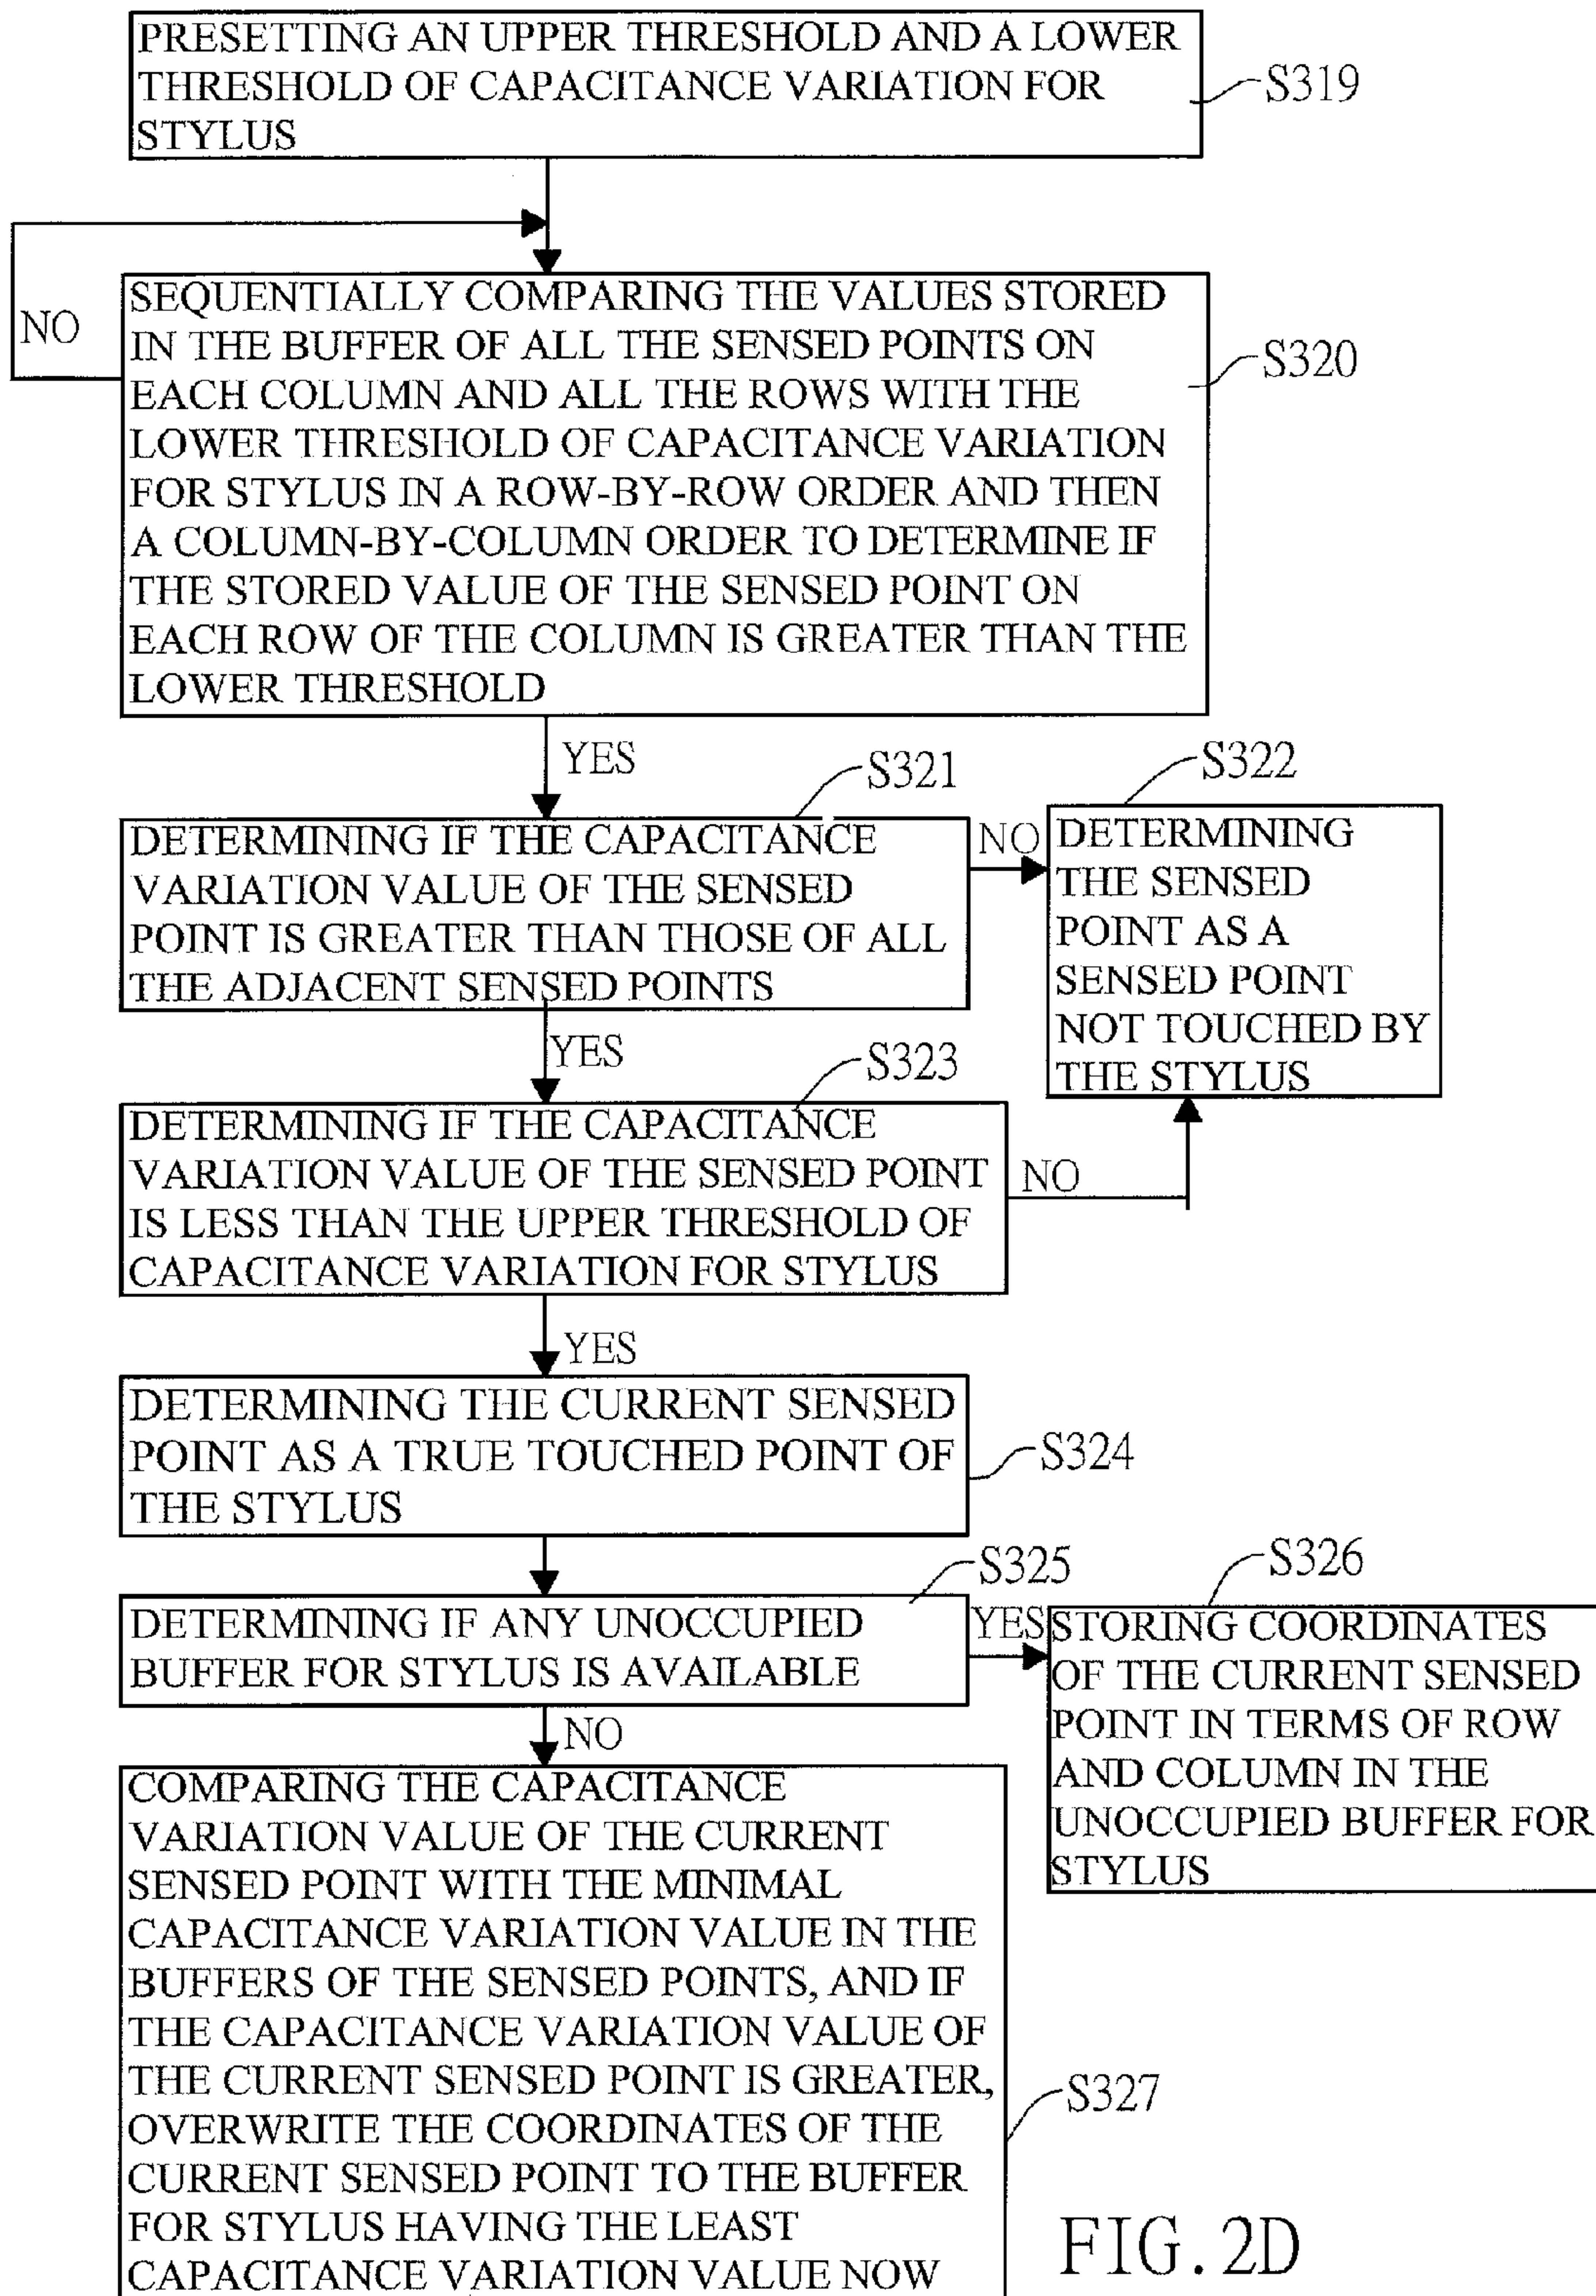 PRESETTING AN UPPER THRESHOLD AND A LOWER
THRESHOLD OF CAPACITANCE VARIATION FOR
STYLUS
S319
NO
SEQUENTIALLY COMPARING THE VALUES STORED
IN THE BUFFER OF ALL THE SENSED POINTS ON
EACH COLUMN AND ALL THE ROWS WITH THE
LOWER THRESHOLD OF CAPACITANCE VARIATION
FOR STYLUS IN A ROW-BY-ROW ORDER AND THEN
A COLUMN-BY-COLUMN ORDER TO DETERMINE IF
THE STORED VALUE OF THE SENSED POINT ON
EACH ROW OF THE COLUMN IS GREATER THAN THE
LOWER THRESHOLD
S320
YES
S321
DETERMINING IF THE CAPACITANCE
VARIATION VALUE OF THE SENSED
POINT IS GREATER THAN THOSE OF ALL
THE ADJACENT SENSED POINTS
NO
S322
DETERMINING
THE SENSED
POINT AS A
SENSED POINT
NOT TOUCHED BY
THE STYLUS
YES
S323
DETERMINING IF THE CAPACITANCE
VARIATION VALUE OF THE SENSED POINT
IS LESS THAN THE UPPER THRESHOLD OF
CAPACITANCE VARIATION FOR STYLUS
NO
YES
DETERMINING THE CURRENT SENSED
POINT AS A TRUE TOUCHED POINT OF
THE STYLUS
S324
S325
DETERMINING IF ANY UNOCCUPIED
BUFFER FOR STYLUS IS AVAILABLE
YES
S326
STORING COORDINATES
OF THE CURRENT SENSED
POINT IN TERMS OF ROW
AND COLUMN IN THE
UNOCCUPIED BUFFER FOR
STYLUS
NO
COMPARING THE CAPACITANCE
VARIATION VALUE OF THE CURRENT
SENSED POINT WITH THE MINIMAL
CAPACITANCE VARIATION VALUE IN THE
BUFFERS OF THE SENSED POINTS, AND IF
THE CAPACITANCE VARIATION VALUE OF
THE CURRENT SENSED POINT IS GREATER,
OVERWRITE THE COORDINATES OF THE
CURRENT SENSED POINT TO THE BUFFER
FOR STYLUS HAVING THE LEAST
CAPACITANCE VARIATION VALUE NOW
S327
FIG.2D